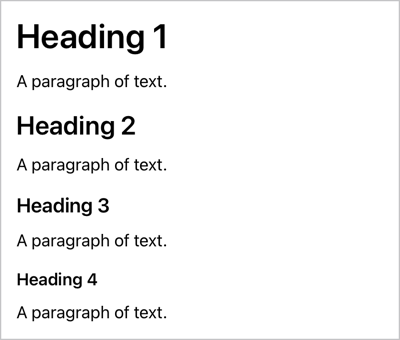 Heading 1
A paragraph of text.
Heading 2
A paragraph of text.
Heading 3
A paragraph of text.
Heading 4
A paragraph of text.